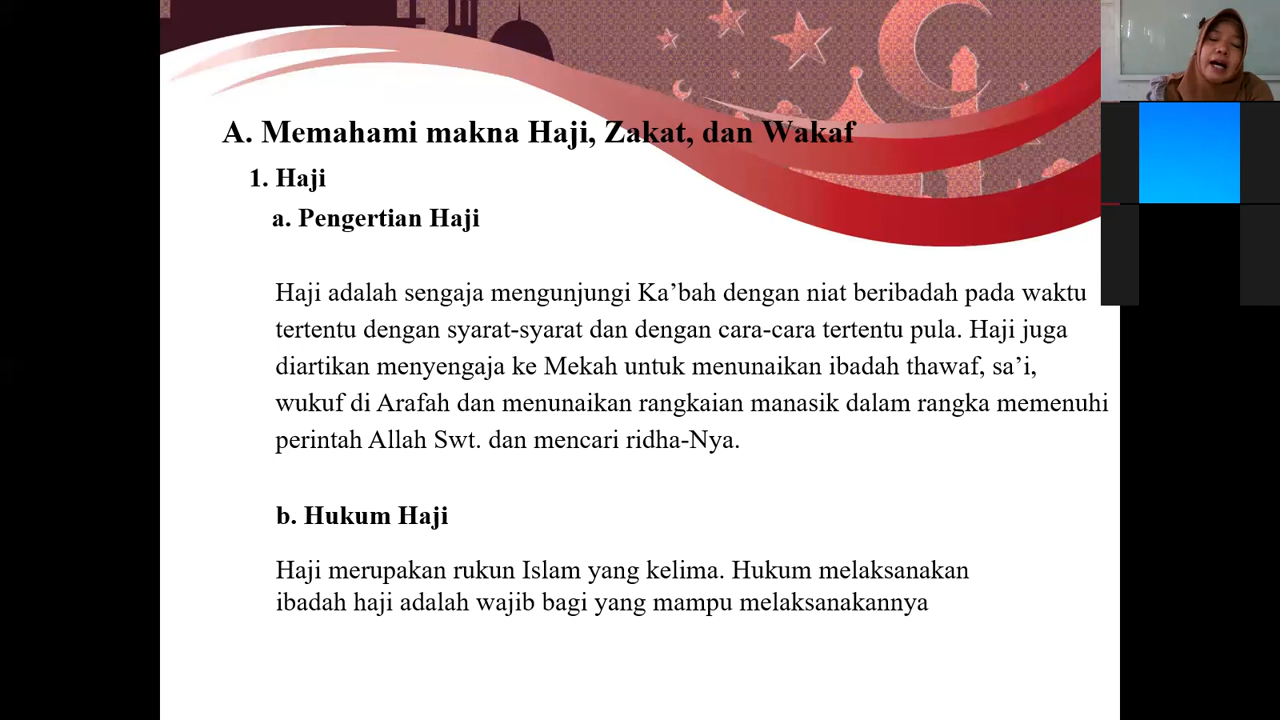 A. Memahami makna Haji, Zakat, dan Wakaf
1. Haji
a. Pengertian Haji
Haji adalah sengaja mengunjungi Ka’bah dengan niat beribadah pada waktu
tertentu dengan syarat-syarat dan dengan cara-cara tertentu pula. Haji juga
diartikan menyengaja ke Mekah untuk menunaikan ibadah thawaf, sa’i,
wukuf di Arafah dan menunaikan rangkaian manasik dalam rangka memenuhi
perintah Allah Swt. dan mencari ridha-Nya.
b. Hukum Haji
Haji merupakan rukun Islam yang kelima. Hukum melaksanakan
ibadah haji adalah wajib bagi yang mampu melaksanakannya